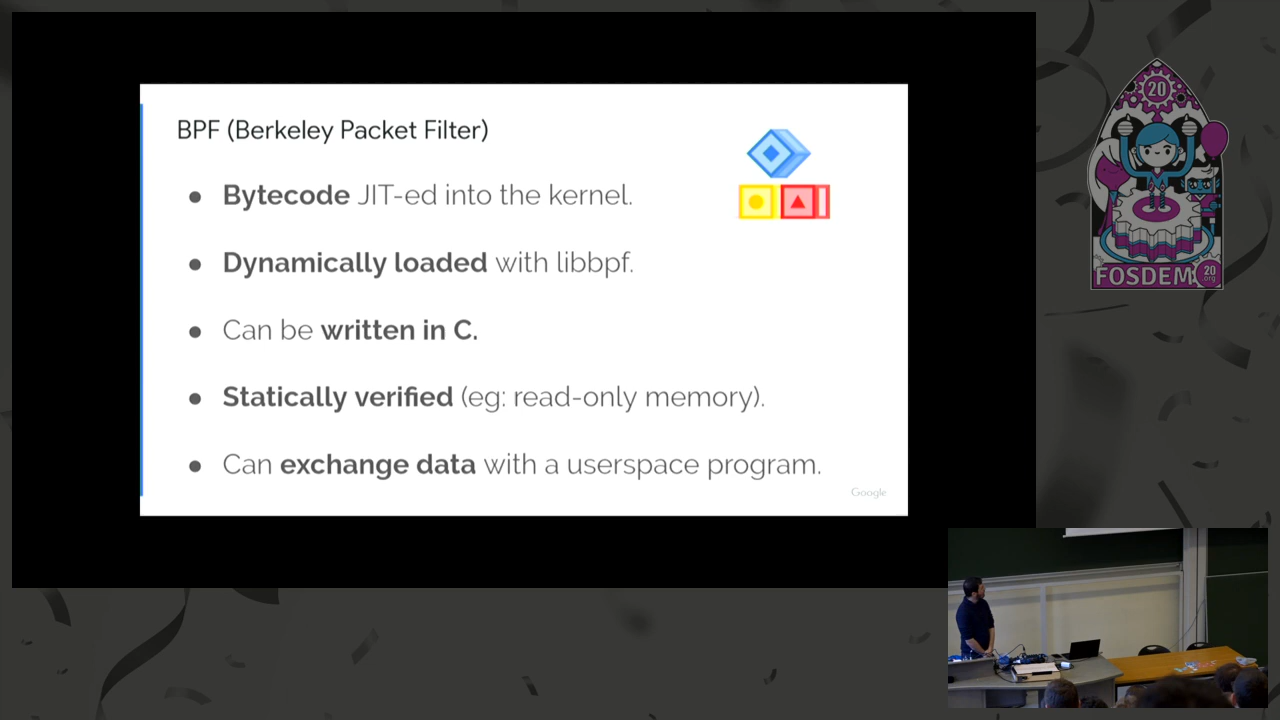 BPF (Berkeley Packet Filter)
● Bytecode JIT-ed into the kernel.
● Dynamically loaded with libbpf.
● Can be written in C.
● Statically verified (eg: read-only memory).
● Can exchange data with a userspace program.
Google
20
FOSDEM
20
.org